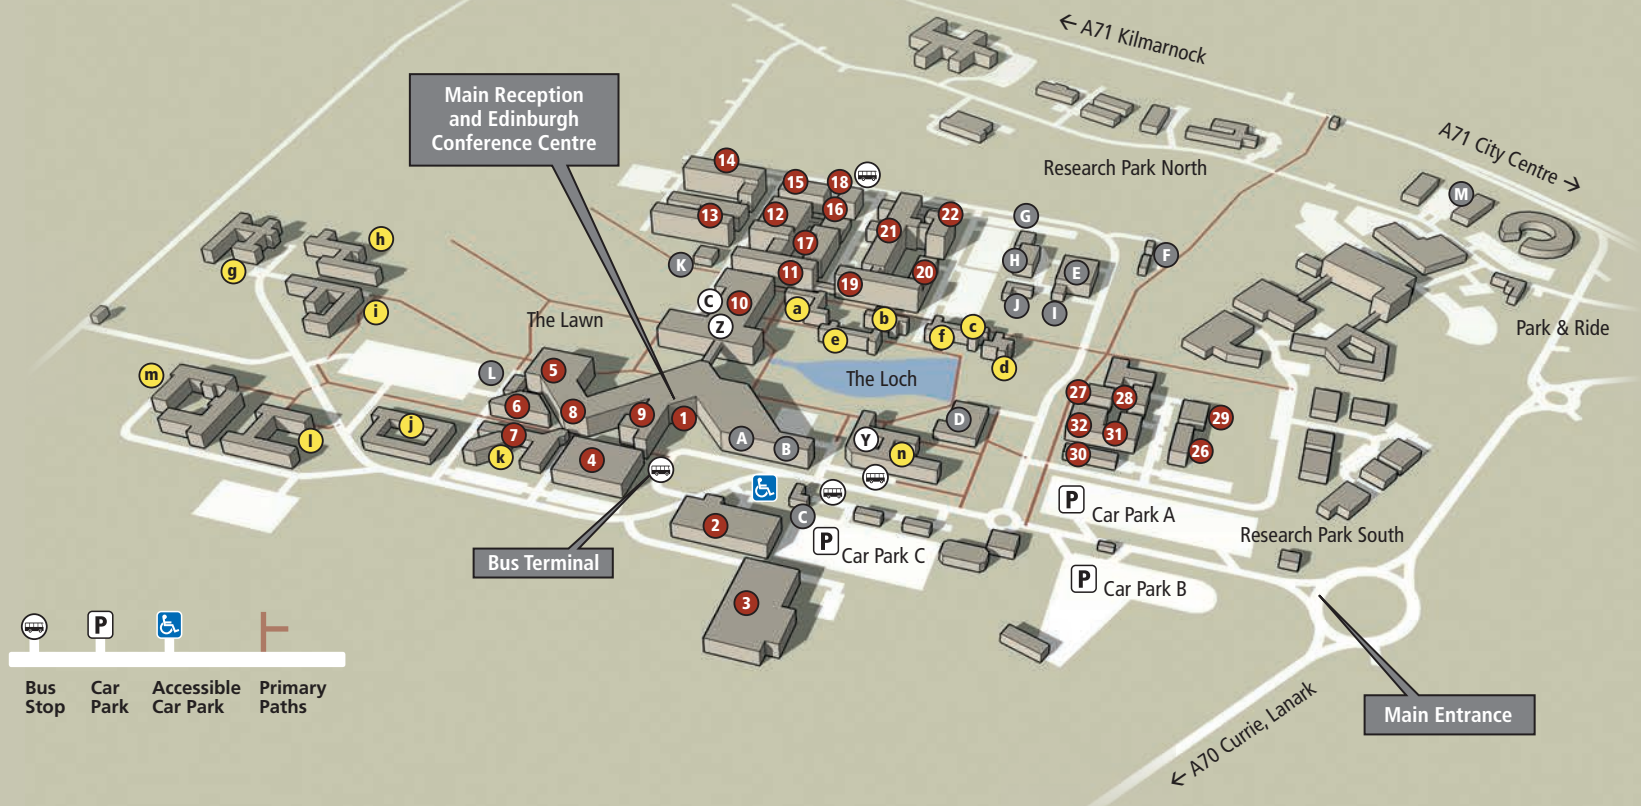 ← A71 Kilmarnock
A71 City Centre →
Main Reception
and Edinburgh
Conference Centre
Research Park North
M
14
15
18
13
12
16
22
G
21
17
K
H
E
F
11
20
19
J
I
g
h
i
C
10
a
Z
b
e
f
c
d
The Lawn
The Loch
Park & Ride
m
L
5
6
8
9
1
7
k
4
j
l
A
B
D
Y
n
27
28
29
32
31
30
26
2
C
P
Car Park C
P
Car Park A
Research Park South
P
Car Park B
Bus Terminal
3
Main Entrance
← A70 Currie, Lanark
P
Bus
Stop
Car
Park
Accessible
Car Park
Primary
Paths